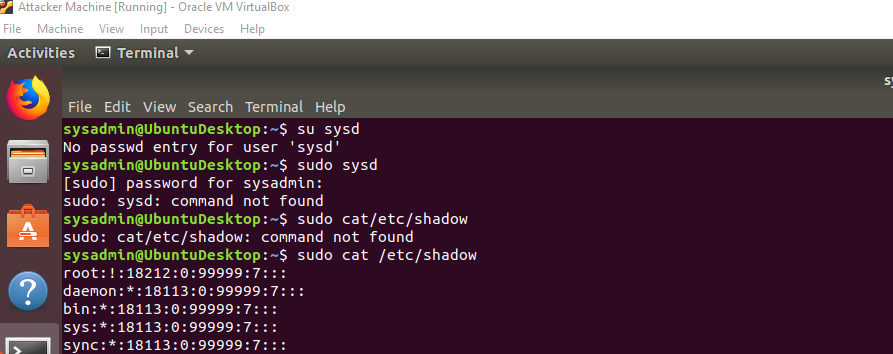 Attacker Machine [Running] - Oracle VM VirtualBox
File Machine View Input Devices Help
Activities Terminal
File Edit View Search Terminal Help
sysadmin@UbuntuDesktop:~$ su sysd
No passwd entry for user 'sysd'
sysadmin@UbuntuDesktop:~$ sudo sysd
[sudo] password for sysadmin:
sudo: sysd: command not found
sysadmin@UbuntuDesktop:~$ sudo cat/etc/shadow
sudo: cat/etc/shadow: command not found
sysadmin@UbuntuDesktop:~$ sudo cat /etc/shadow
root:!:18212:0:99999:7:::
daemon:*:18113:0:99999:7:::
bin:*:18113:0:99999:7:::
sys:*:18113:0:99999:7:::
sync:*:18113:0:99999:7:::